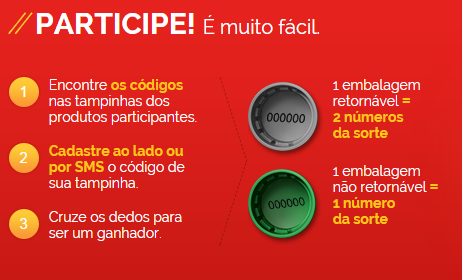 PARTICIPE! É muito fácil.
1 Encontre os códigos
nas tampinhas dos
produtos participantes.
2 Cadastre ao lado ou
por SMS o código de
sua tampinha.
3 Cruze os dedos para
ser um ganhador.
000000
1 embalagem
retornável =
2 números
da sorte
000000
1 embalagem
não retornável =
1 número
da sorte